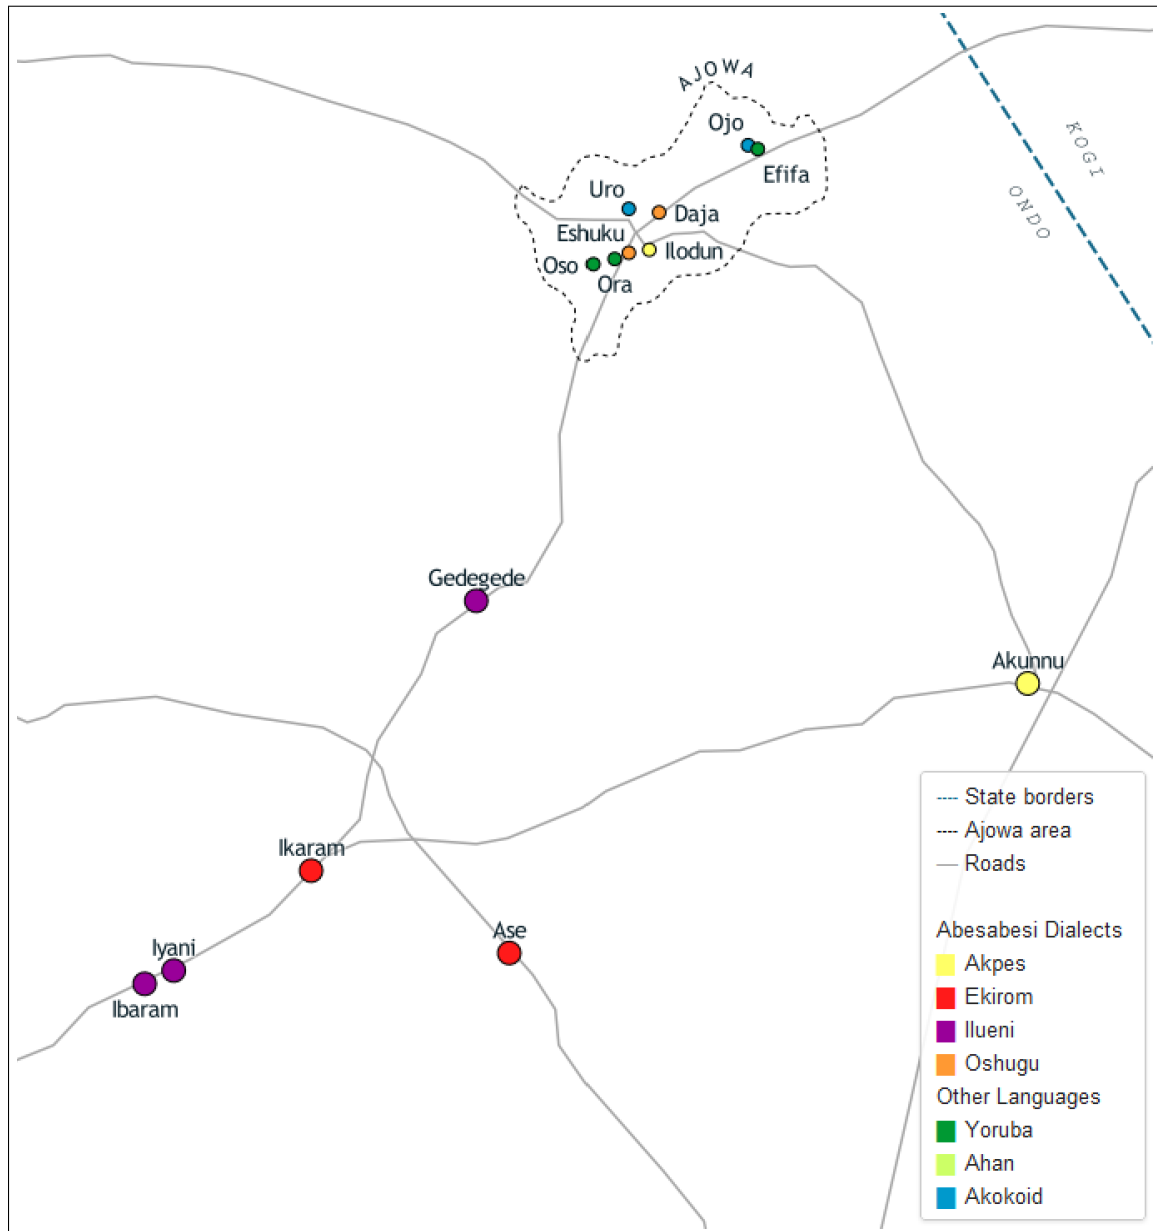 AJOWA
KOGI
ONDO
Ojo
Efifa
Uro
Daja
Eshuku
Ilodun
Oso
Ora
Gedegede
Akunnu
Ikaram
Ase
Iyani
Ibaram
State borders
Ajowa area
Roads
Abesabesi Dialects
Akpes
Ekirom
Ilueni
Oshugu
Other Languages
Yoruba
Ahan
Akokoid